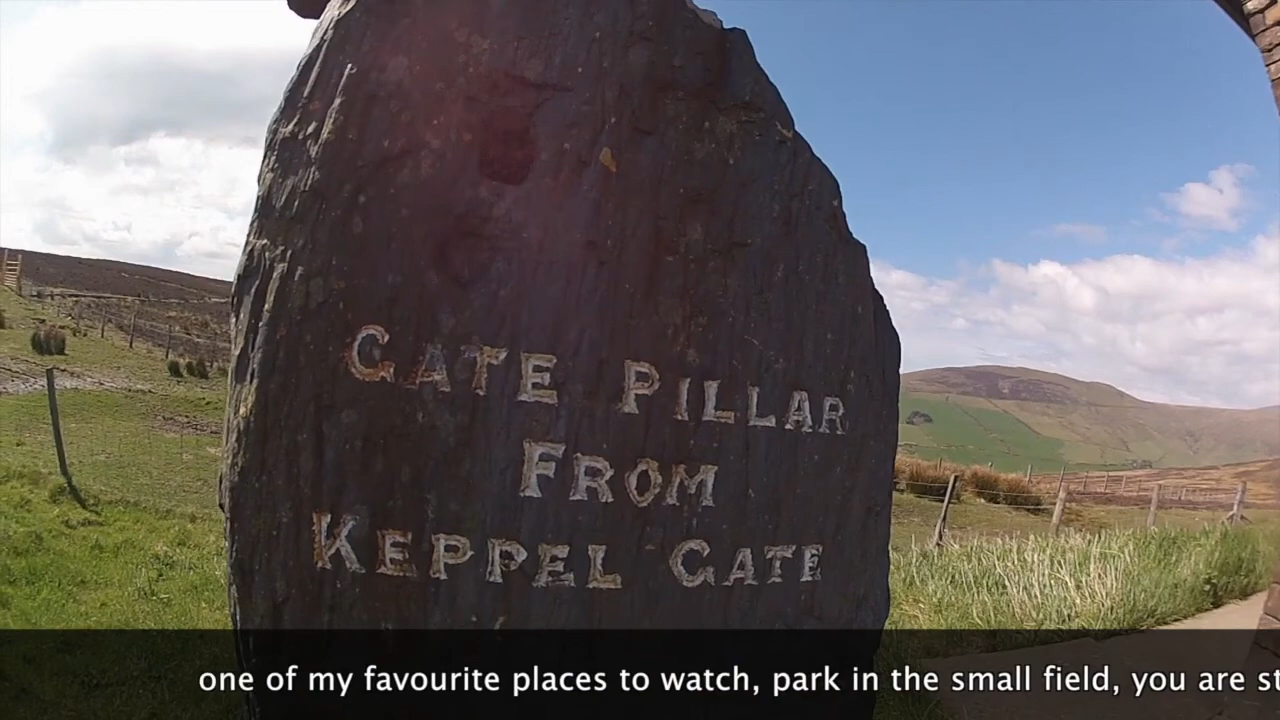 GATE PILLAR
FROM
KEPPEL GATE
one of my favourite places to watch, park in the small field, you are